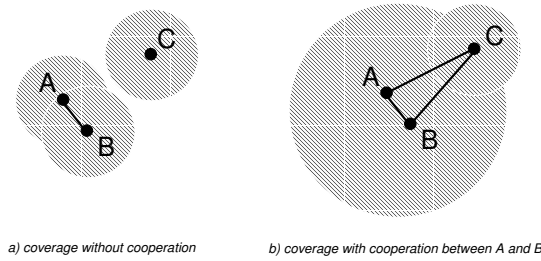 C
A
B
C
A
B
a) coverage without cooperation
b) coverage with cooperation between A and B